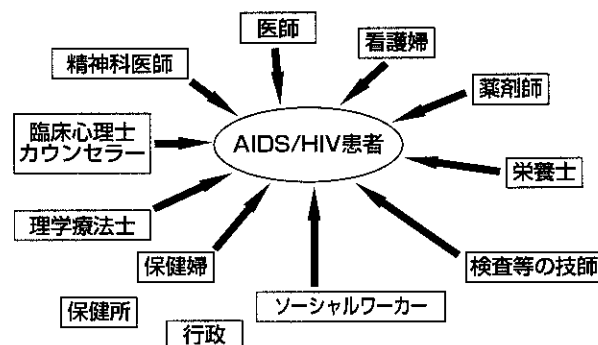 医師
看護婦
精神科医師
薬剤師
臨床心理士
カウンセラー
AIDS/HIV患者
栄養士
理学療法士
保健婦
検査等の技師
保健所
ソーシャルワーカー
行政